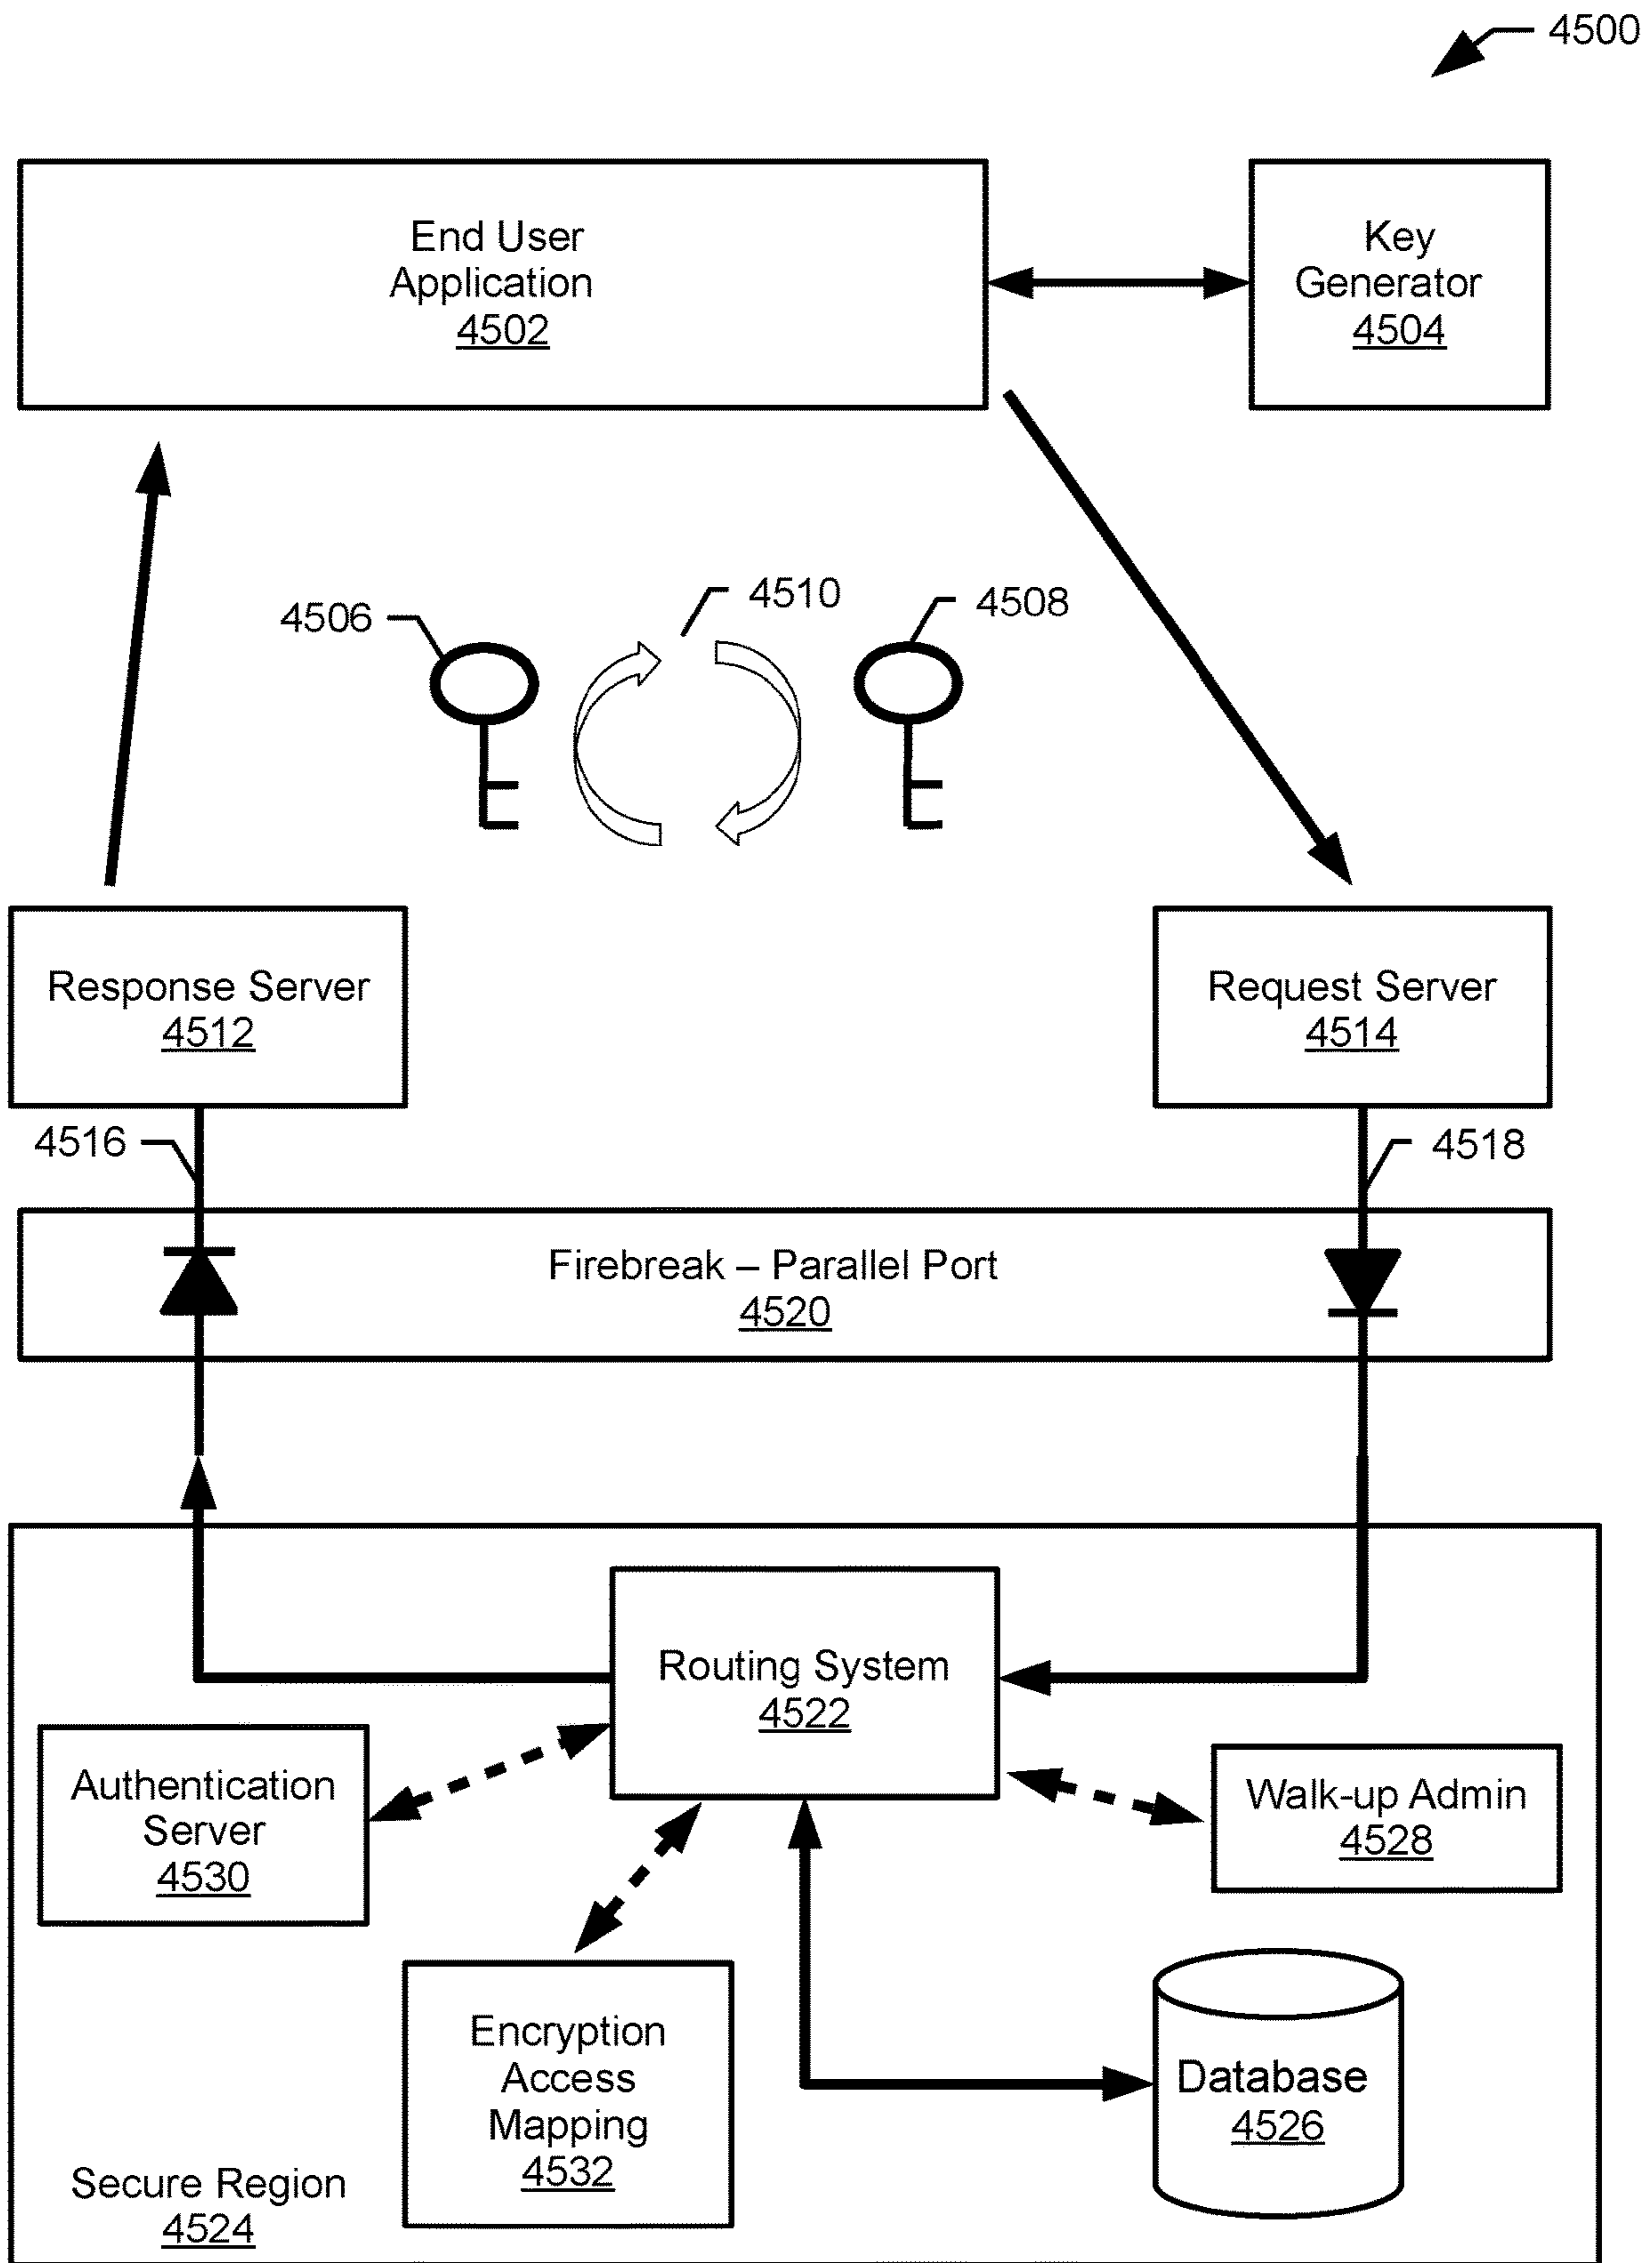 4500
End User
Application
4502
Key
Generator
4504
4506
4510
4508
Response Server
4512
Request Server
4514
4516
4518
Firebreak – Parallel Port
4520
Routing System
4522
Authentication
Server
4530
Walk-up Admin
4528
Encryption
Access
Mapping
4532
Database
4526
Secure Region
4524